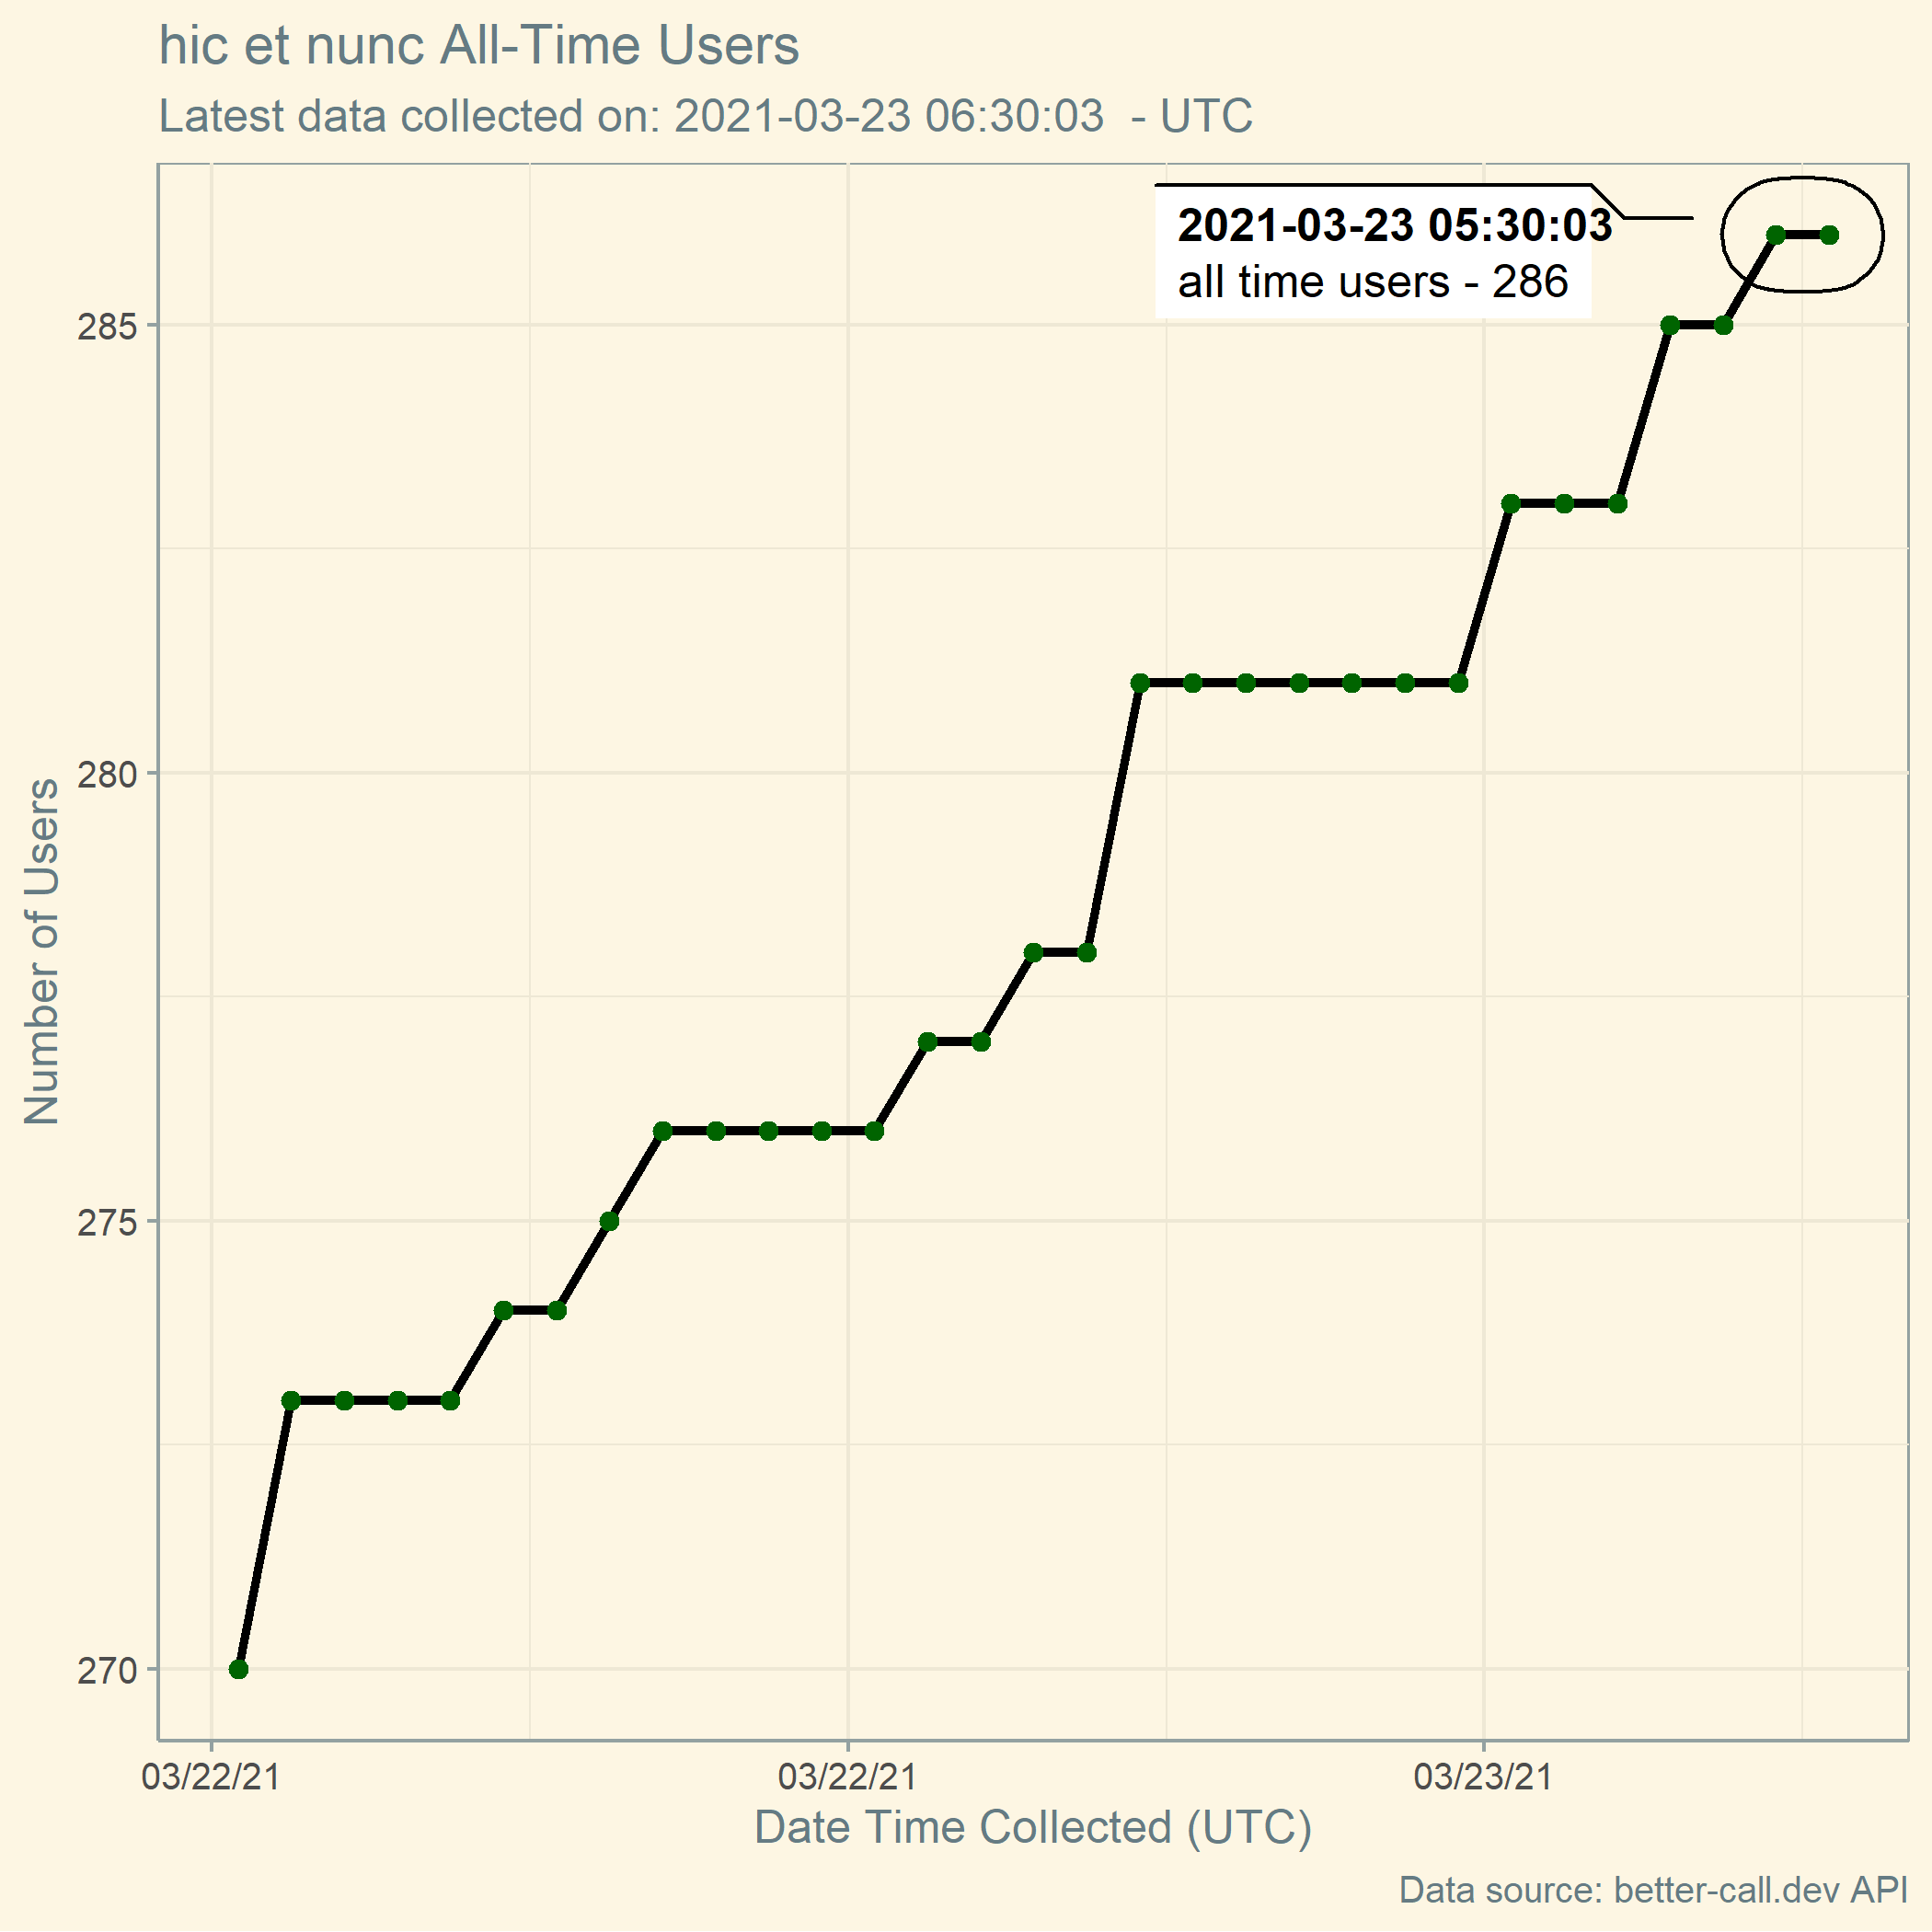 hic et nunc All-Time Users
Latest data collected on: 2021-03-23 06:30:03  - UTC
2021-03-23 05:30:03
all time users - 286
285
280
275
270
Number of Users
03/22/21 03/22/21 03/23/21
Date Time Collected (UTC)
Data source: better-call.dev API